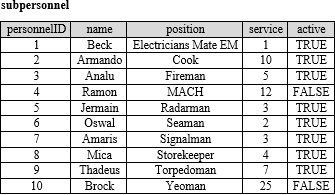 subpersonnel
personnelID name position service active
1 Beck Electricians Mate EM 1 TRUE
2 Armando Cook 10 TRUE
3 Analu Fireman 5 TRUE
4 Ramon MACH 12 FALSE
5 Jermain Radarman 3 TRUE
6 Oswal Seaman 2 TRUE
7 Amaris Signalman 3 TRUE
8 Mica Storekeeper 4 TRUE
9 Thadeus Torpedoman 7 TRUE
10 Brock Yeoman 25 FALSE